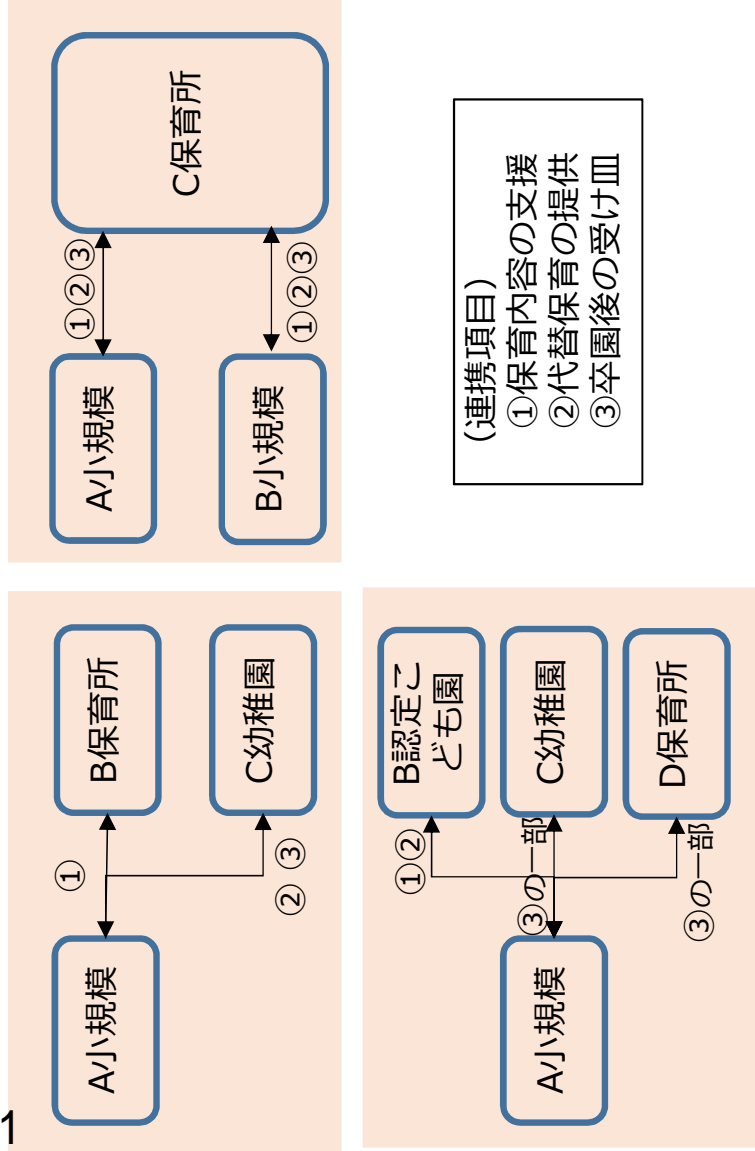 1
A小規模
①
② ③
B保育所
C幼稚園
A小規模
B小規模
①②③
①②③
C保育所
A小規模
①②
③の一部
③の一部
B認定こ
ども園
C幼稚園
D保育所
(連携項目)
①保育内容の支援
②代替保育の提供
③卒園後の受け皿